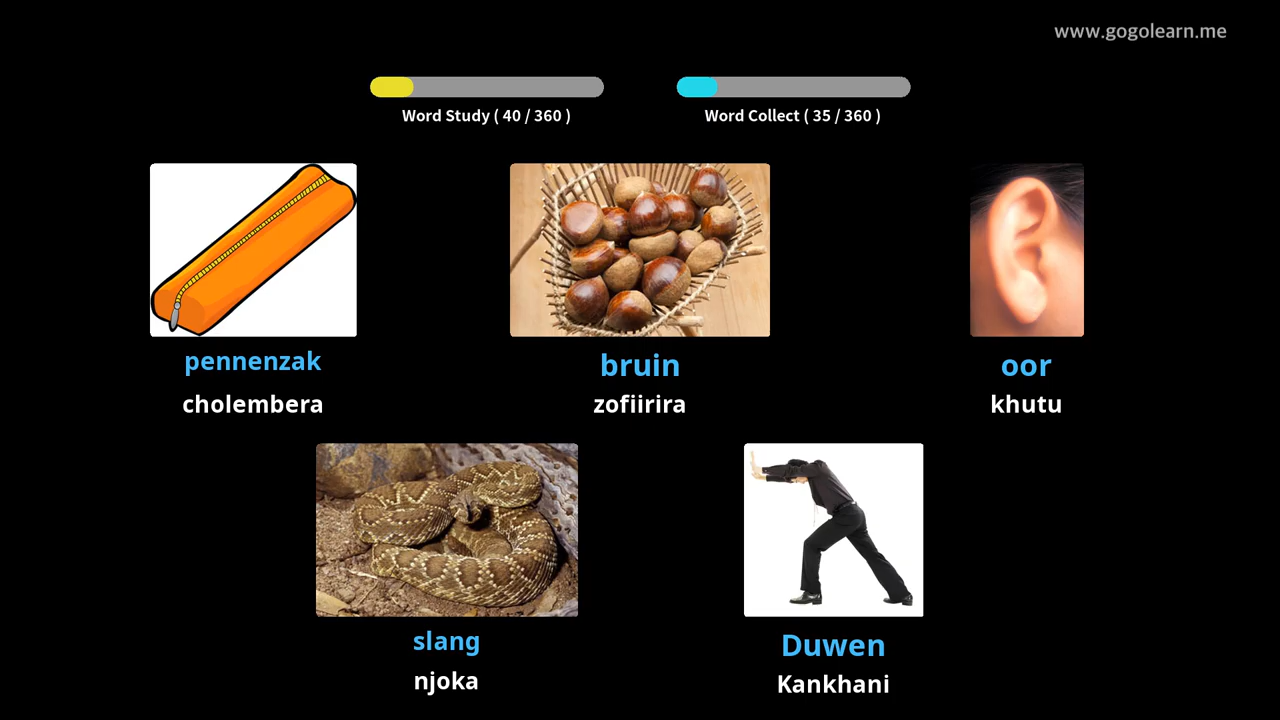 www.gogolearn.me
Word Study ( 40 / 360 )
Word Collect ( 35 / 360 )
pennenzak
cholembera
bruin
zofiirira
oor
khutu
slang
njoka
Duwen
Kankhani